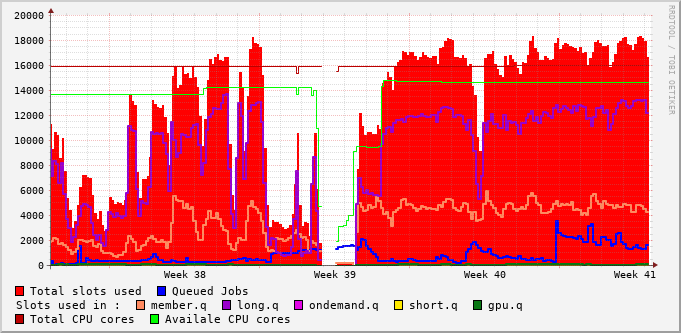 20000
18000
16000
14000
12000
10000
8000
6000
4000
2000
0
Week 38 Week 39 Week 40 Week 41
RRDTOOL / TOBI OETIKER
Total slots used Queued Jobs
Slots used in : member.q long.q ondemand.q short.q gpu.q
Total CPU cores Availale CPU cores